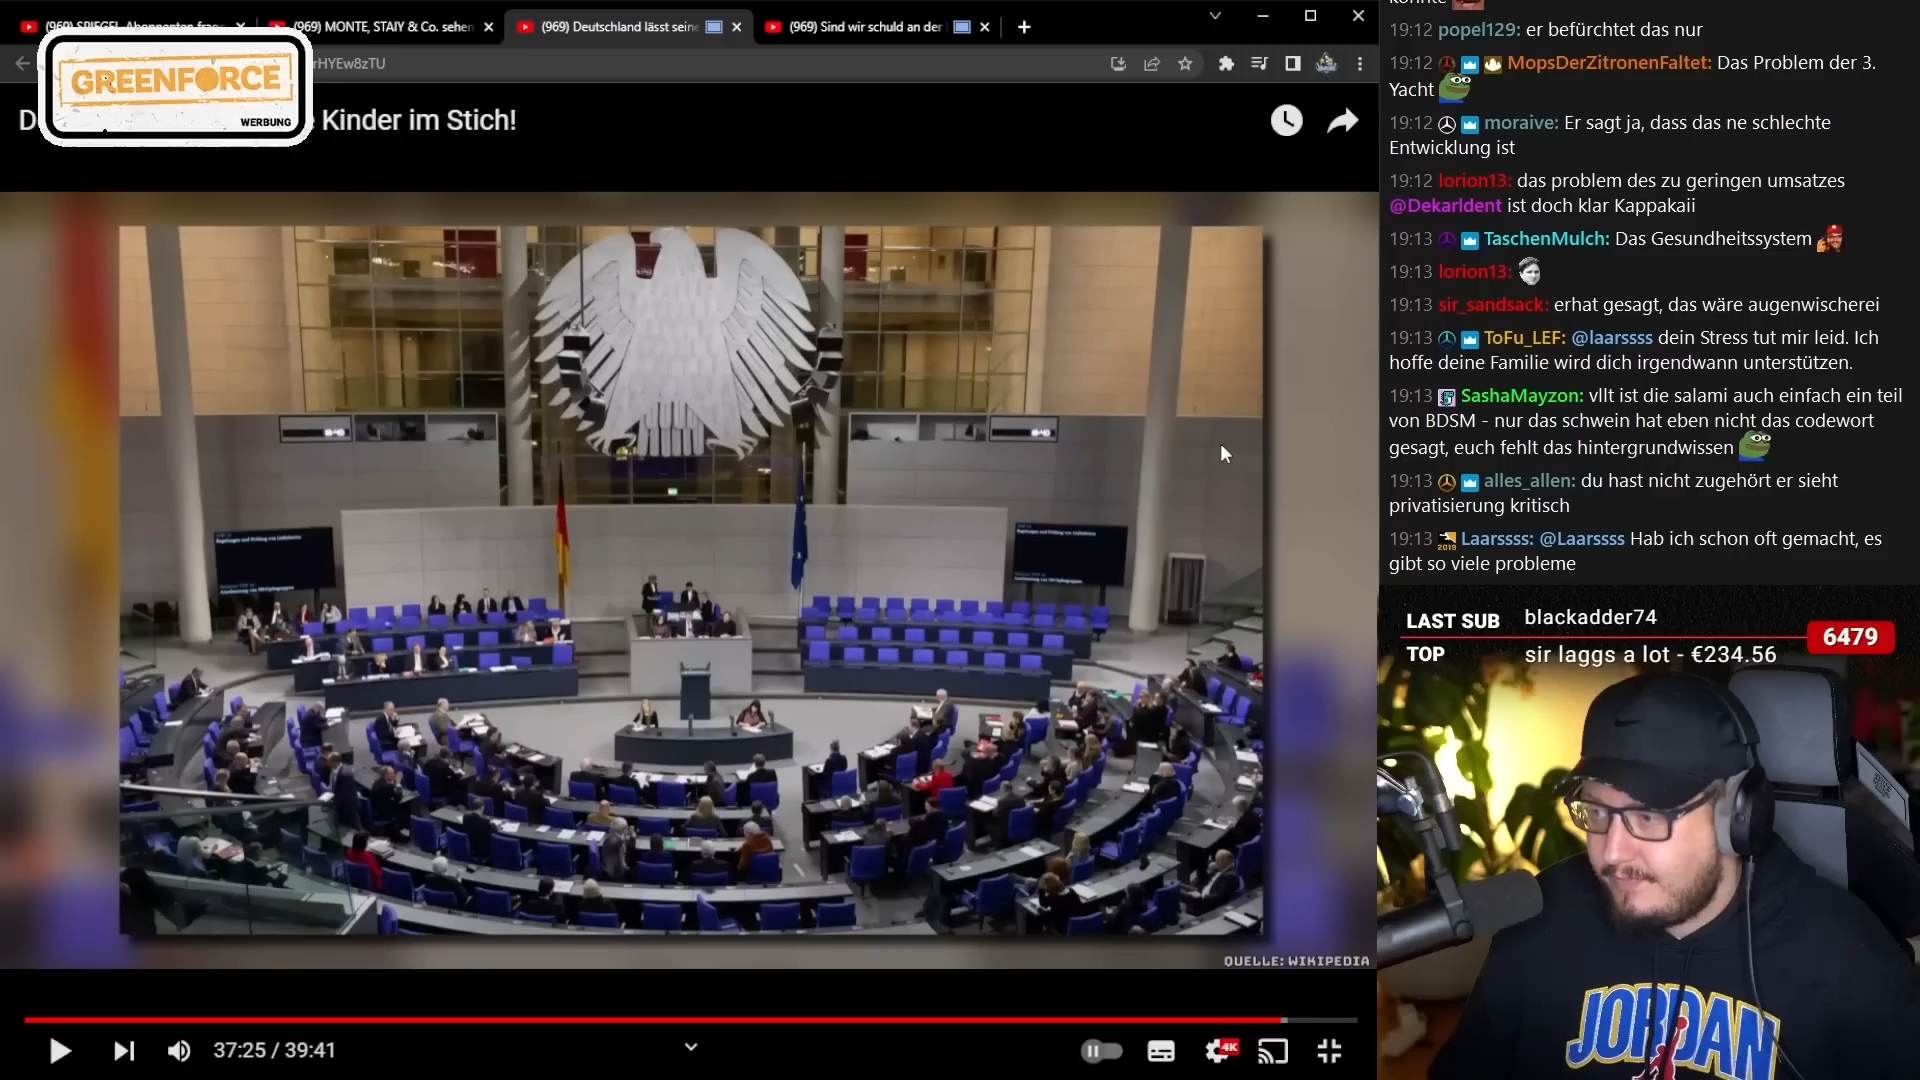 (969) SPIEGEL-Abonnenten frag
(969) MONTE, STAIY & Co. sehen
(969) Deutschland lässt seine
(969) Sind wir schuld an der
rHYEw8zTU
GREENFORCE
WERBUNG
D
Kinder im Stich!
QUELLE: WIKIPEDIA
37:25 / 39:41
4K
19:12 popel129: er befürchtet das nur
19:12 MopsDerZitronenFaltet: Das Problem der 3.
Yacht
19:12 moraive: Er sagt ja, dass das ne schlechte
Entwicklung ist
19:12 lorion13: das problem des zu geringen umsatzes
@Dekarldent ist doch klar Kappakaii
19:13 TaschenMulch: Das Gesundheitssystem
19:13 lorion13:
19:13 sir_sandsack: erhat gesagt, das wäre augenwischerei
19:13 ToFu_LEF: @laarssss dein Stress tut mir leid. Ich
hoffe deine Familie wird dich irgendwann unterstützen.
19:13 SashaMayzon: vllt ist die salami auch einfach ein teil
von BDSM - nur das schwein hat eben nicht das codewort
gesagt, euch fehlt das hintergrundwissen
19:13 alles_allen: du hast nicht zugehört er sieht
privatisierung kritisch
19:13 Laarssss: @Laarssss Hab ich schon oft gemacht, es
gibt so viele probleme
LAST SUB blackadder74
6479
TOP sir laggs a lot - €234.56
JORDAN